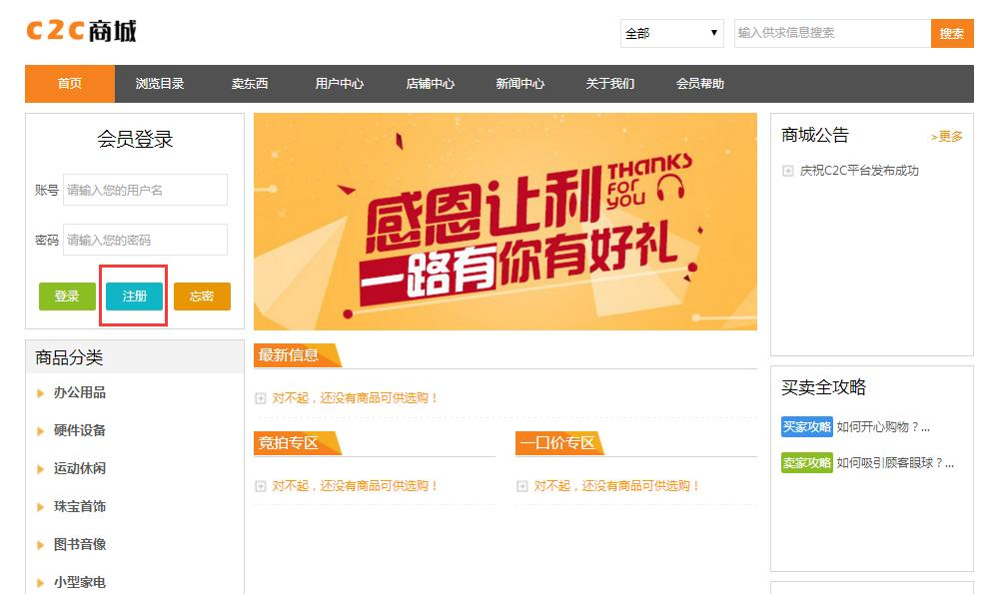 C2C商城
全部
输入供求信息搜索
搜索
首页 浏览目录 卖东西 用户中心 店铺中心 新闻中心 关于我们 会员帮助
会员登录
账号 请输入您的用户名
密码 请输入您的密码
登录 注册 忘密
感恩让利
THANKS
FOR
YOU
一路有你有好礼
商城公告
>更多
庆祝C2C平台发布成功
商品分类
办公用品
硬件设备
运动休闲
珠宝首饰
图书音像
小型家电
最新信息
对不起，还没有商品可供选购！
竟拍专区
对不起，还没有商品可供选购！
一口价专区
对不起，还没有商品可供选购！
买卖全攻略
买家攻略 如何开心购物？...
卖家攻略 如何吸引顾客眼球？...